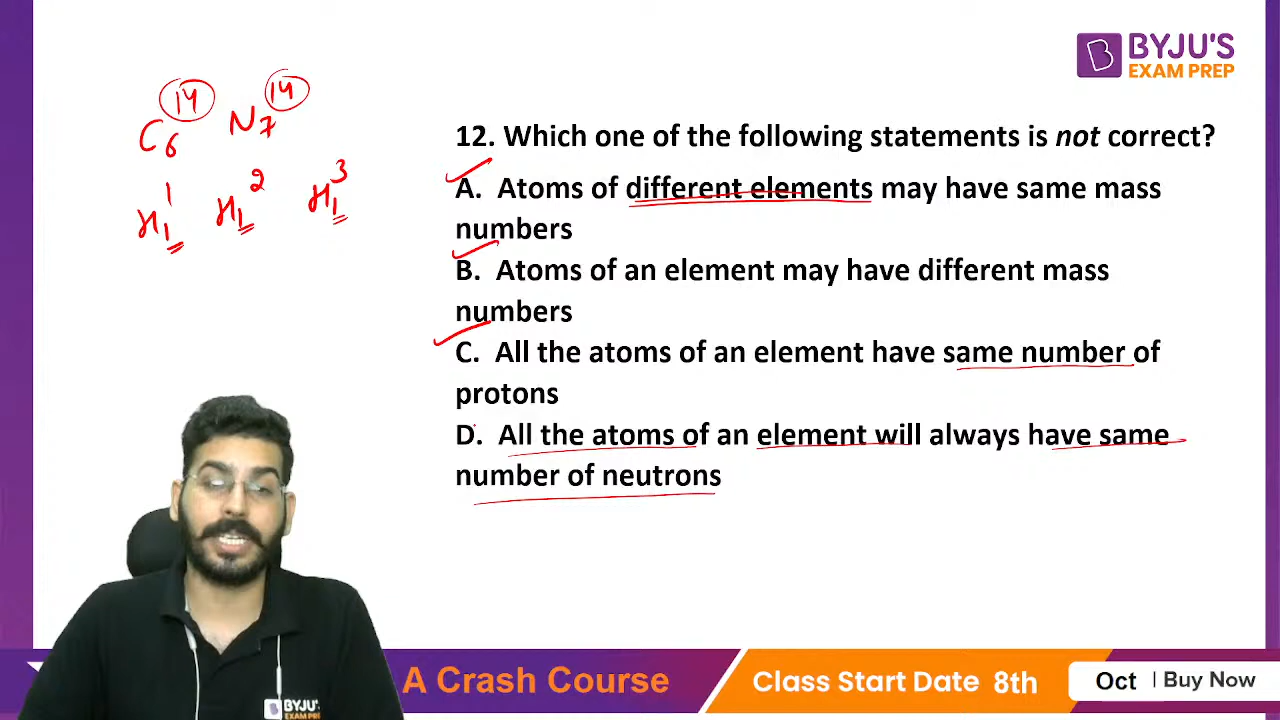 BYJU'S
EXAM PREP
C6 14 N7 14
H1 1 H1 2 H1 3
12. Which one of the following statements is not correct?
A. Atoms of different elements may have same mass
numbers
B. Atoms of an element may have different mass
numbers
C. All the atoms of an element have same number of
protons
D. All the atoms of an element will always have same
number of neutrons
BYJU'S
EXAM PREP
A Crash Course
Class Start Date 8th
Oct | Buy Now